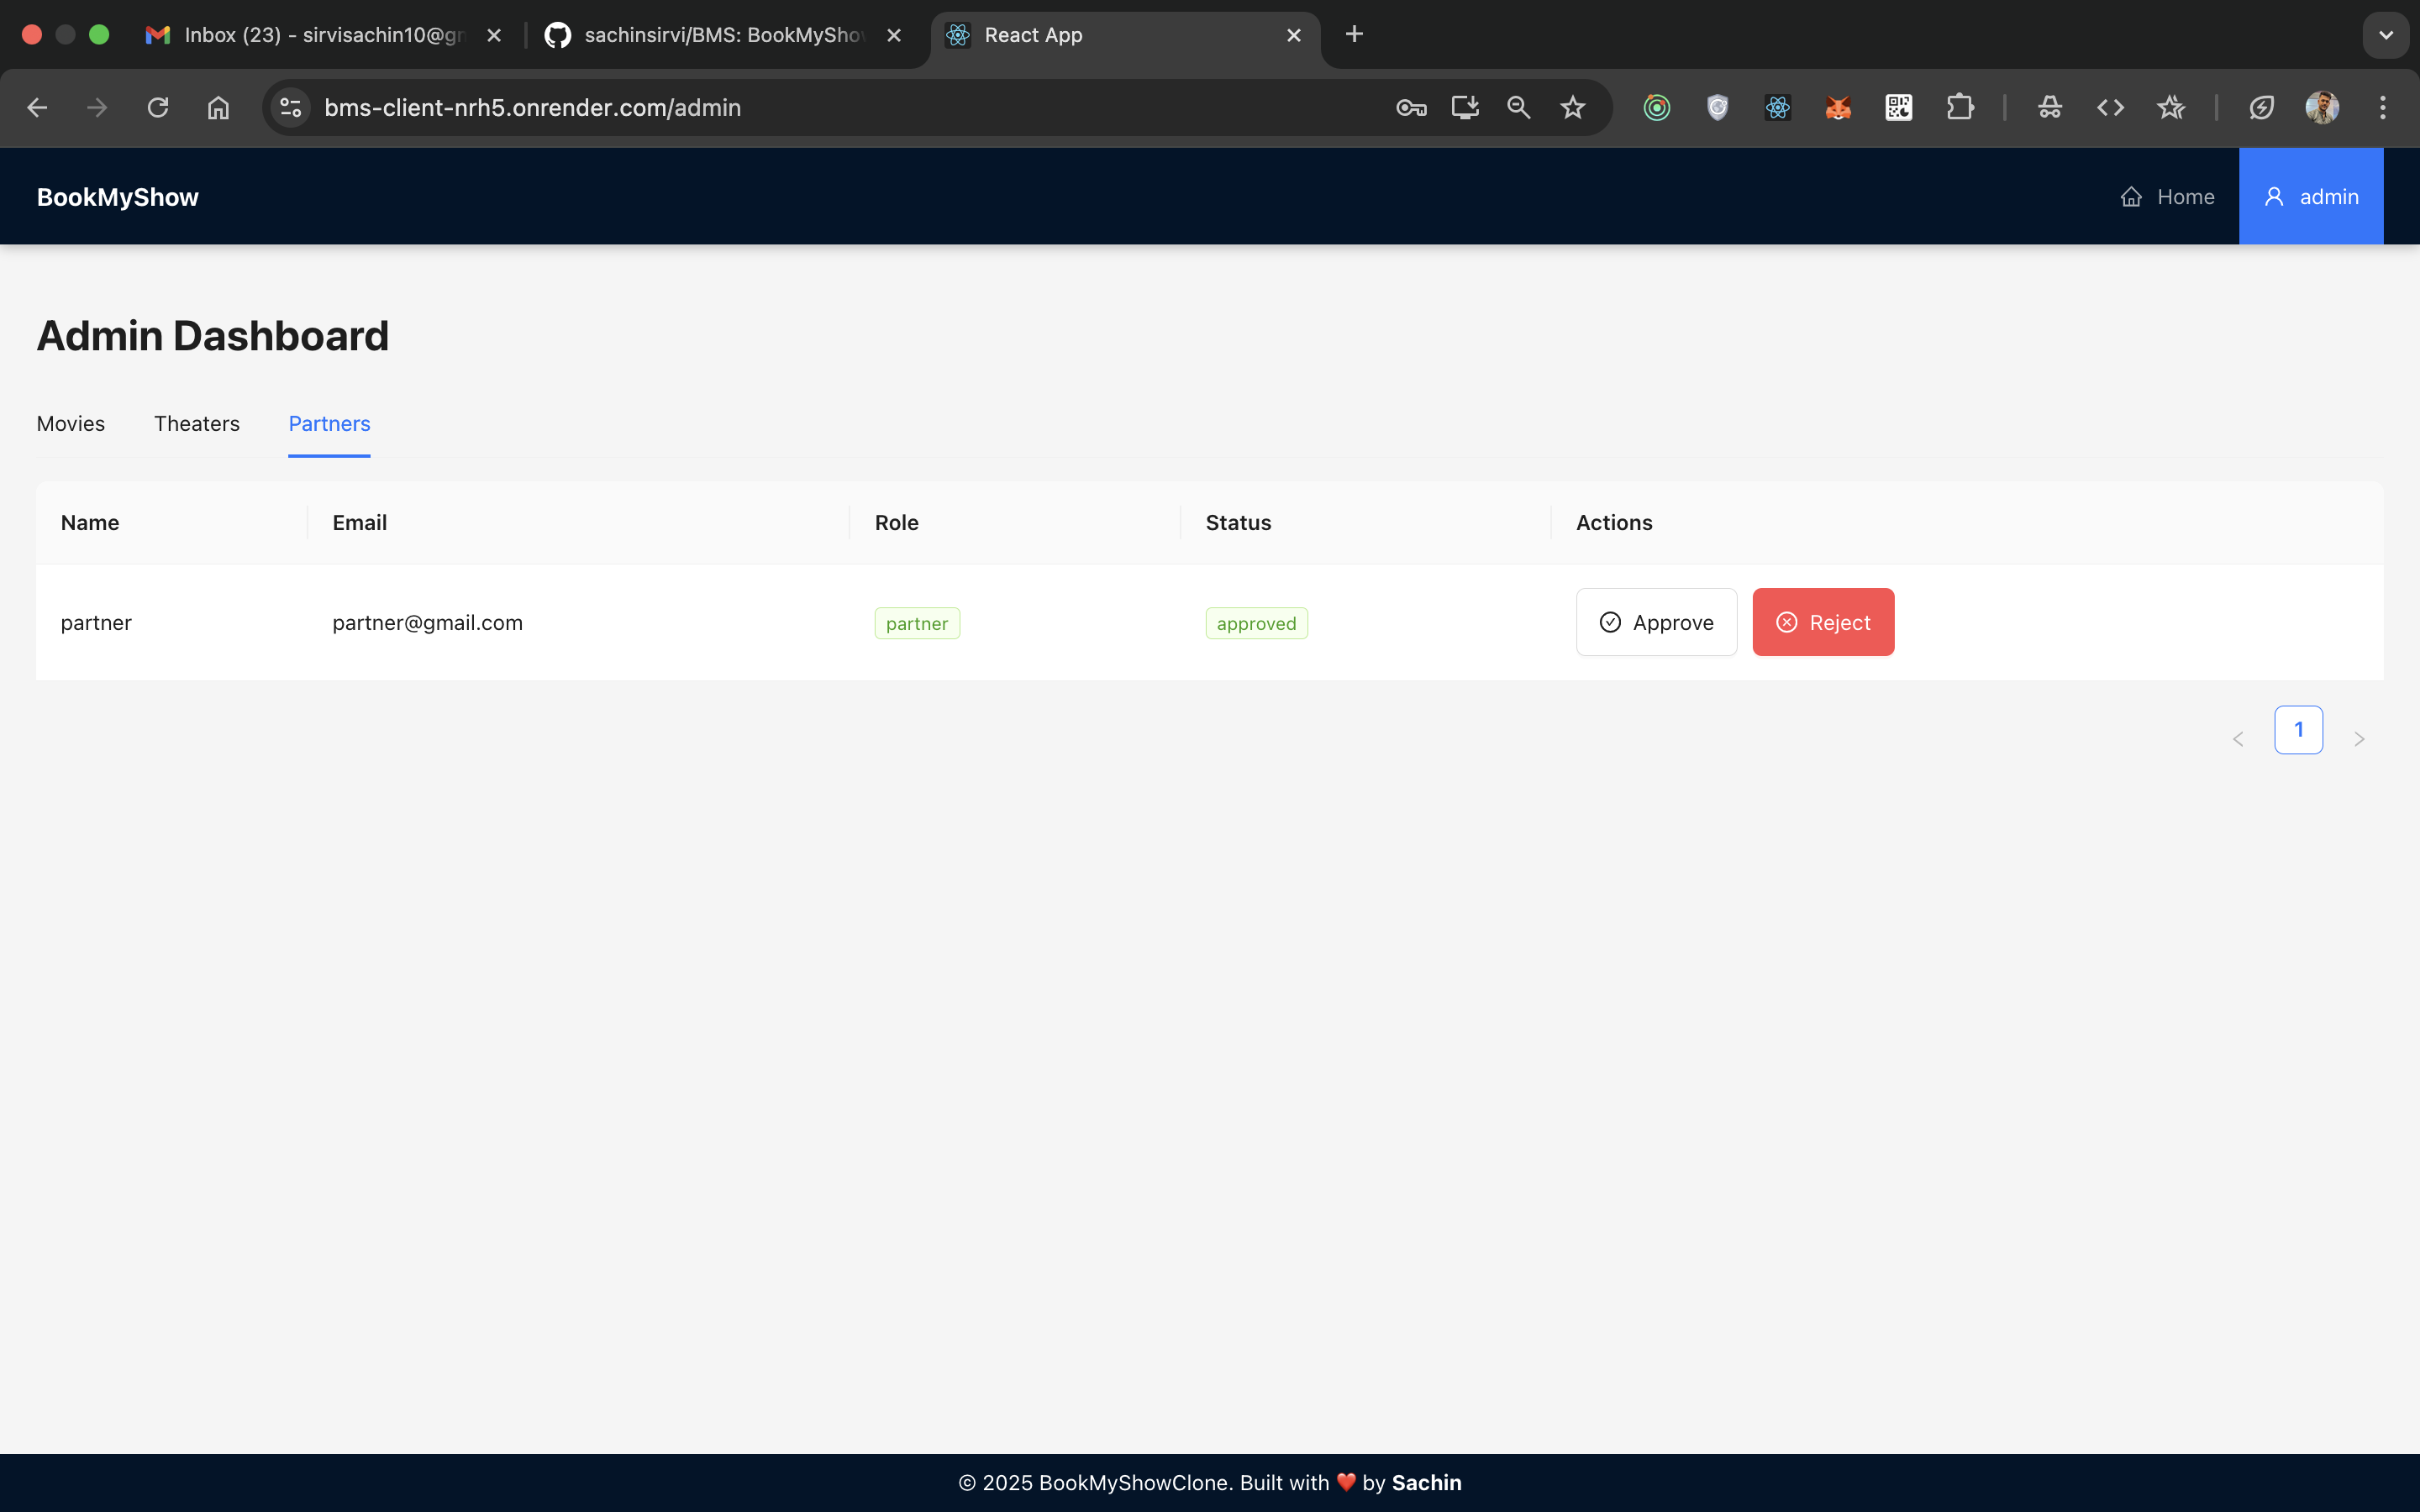 Inbox (23) - sirvisachin10@gm
sachinsirvi/BMS: BookMyShow
React App
bms-client-nrh5.onrender.com/admin
BookMyShow
Home
admin
Admin Dashboard
Movies Theaters Partners
Name Email Role Status Actions
partner partner@gmail.com partner approved Approve Reject
1
© 2025 BookMyShowClone. Built with ❤️ by Sachin